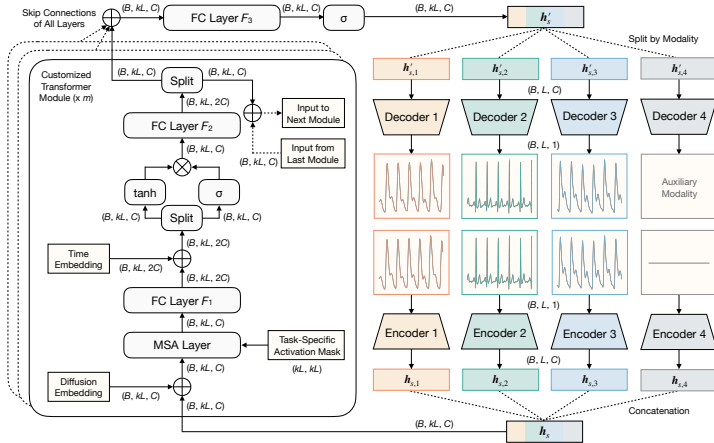 Skip Connections
of All Layers
(B, kL, C)
FC Layer F3
(B, kL, C)
σ
(B, kL, C)
h′s
Split by Modality
Customized
Transformer
Module (x m)
(B, kL, C)
Split
(B, kL, C)
(B, kL, 2C)
FC Layer F2
(B, kL, C)
Input to
Next Module
Input from
Last Module
(B, kL, C)
(B, kL, C)
tanh
σ
(B, kL, C)
Split
(B, kL, C)
(B, kL, 2C)
Time
Embedding
(B, kL, 2C)
(B, kL, 2C)
FC Layer F1
(B, kL, C)
MSA Layer
Task-Specific
Activation Mask
(kL, kL)
(B, kL, C)
Diffusion
Embedding
(B, kL, C)
(B, kL, C)
(B, kL, C)
h′s,1
h′s,2
h′s,3
h′s,4
(B, L, C)
Decoder 1
Decoder 2
Decoder 3
Decoder 4
(B, L, 1)
Auxiliary
Modality
(B, L, 1)
Encoder 1
Encoder 2
Encoder 3
Encoder 4
(B, L, C)
hs,1
hs,2
hs,3
hs,4
Concatenation
hs